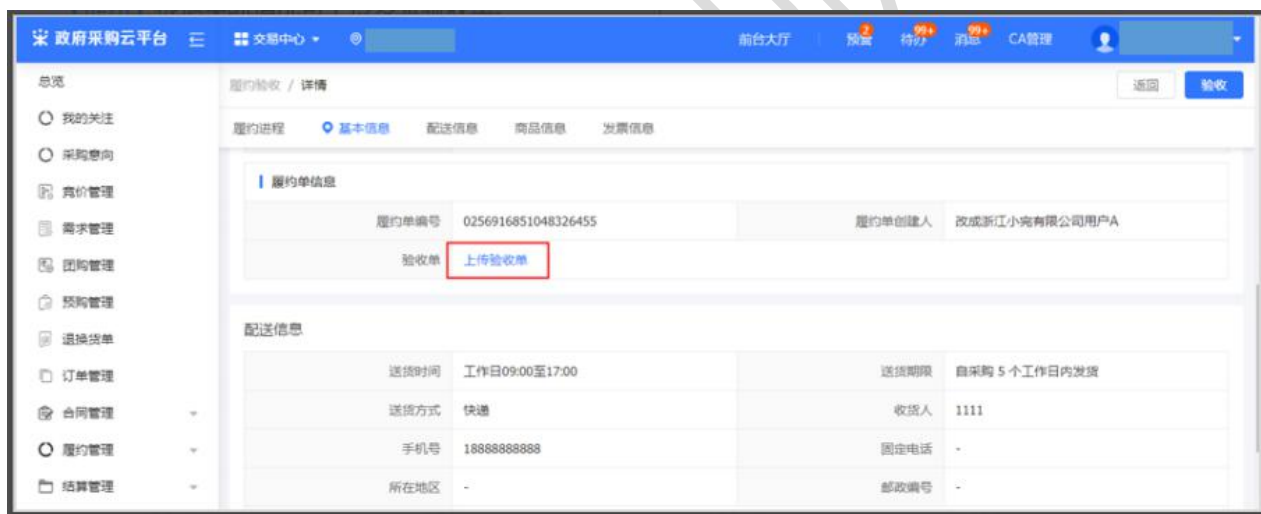 政府采购云平台 交易中心 前台大厅 预警 2 待办 99+ 消息 99+ CA管理
总览
履约验收 / 详情 返回 验收
我的关注
履约进程 基本信息 配送信息 商品信息 发票信息
采购意向
竞价管理
履约单信息
需求管理
履约单编号 0256916851048326455 履约单创建人 改成浙江小完有限公司用户A
团购管理
验收单 上传验收单
预购管理
退换货单
配送信息
订单管理
送货时间 工作日09:00至17:00 送货期限 自采购 5 个工作日内发货
合同管理
送货方式 快递 收货人 1111
履约管理
手机号 18888888888 固定电话 -
结算管理
所在地区 - 邮政编号 -